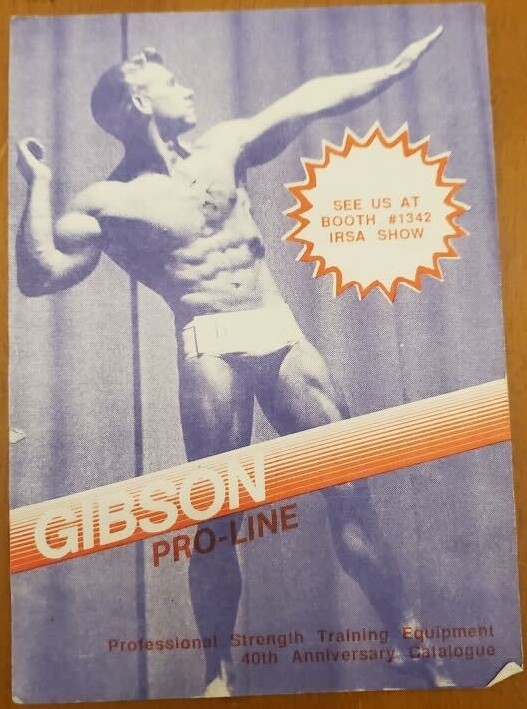 SEE US AT
BOOTH #1342
IRSA SHOW
GIBSON
PRO-LINE
Professional Strength Training Equipment
40th Anniversary Catalogue